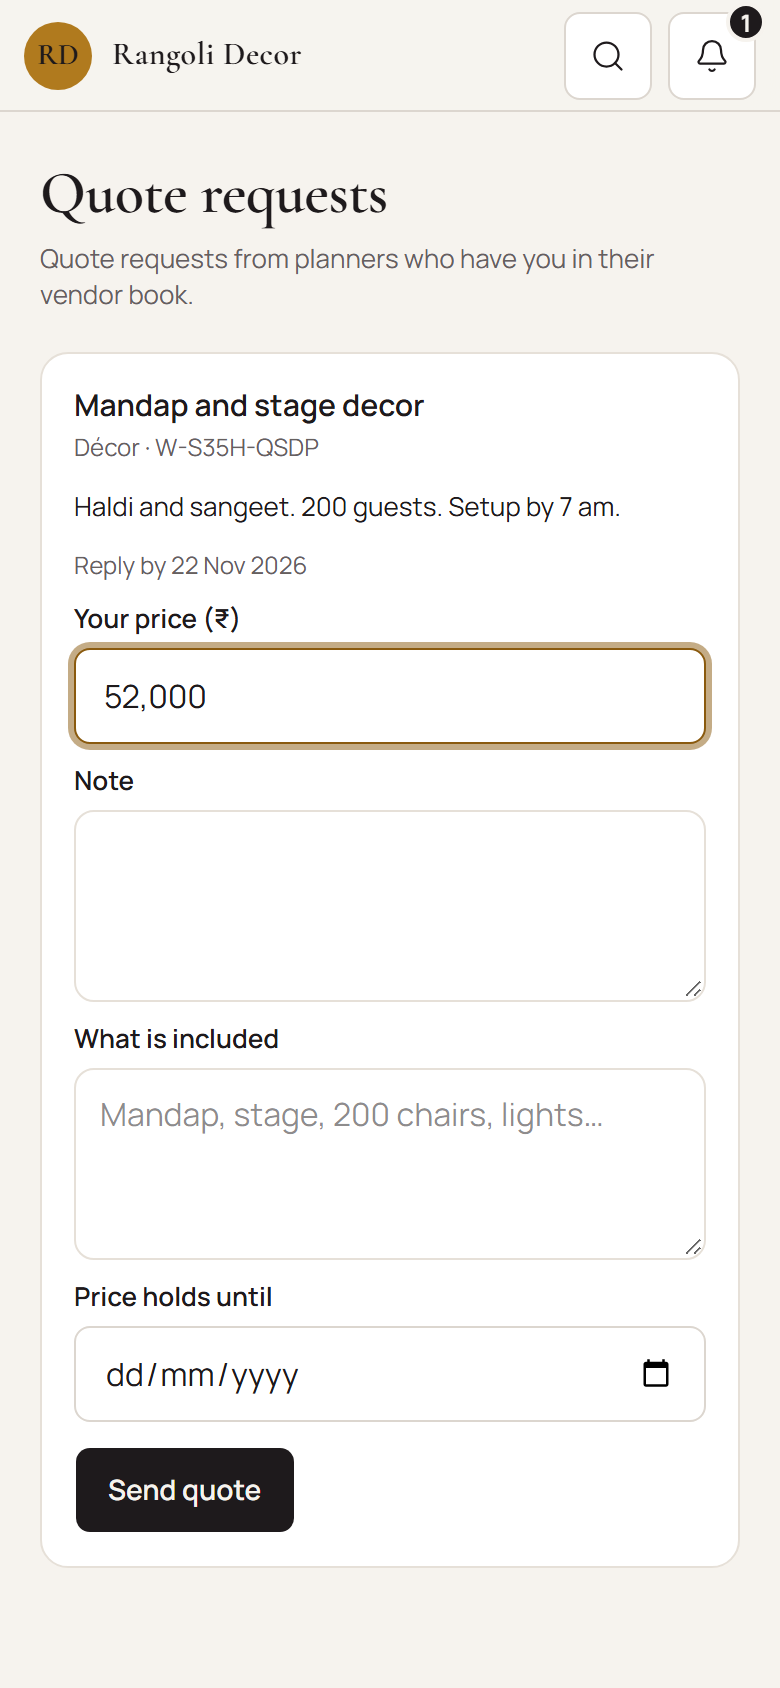 RD
Rangoli Decor
1
Quote requests
Quote requests from planners who have you in their
vendor book.
Mandap and stage decor
Décor · W-S35H-QSDP
Haldi and sangeet. 200 guests. Setup by 7 am.
Reply by 22 Nov 2026
Your price (₹)
52,000
Note
What is included
Mandap, stage, 200 chairs, lights...
Price holds until
dd/mm/yyyy
Send quote